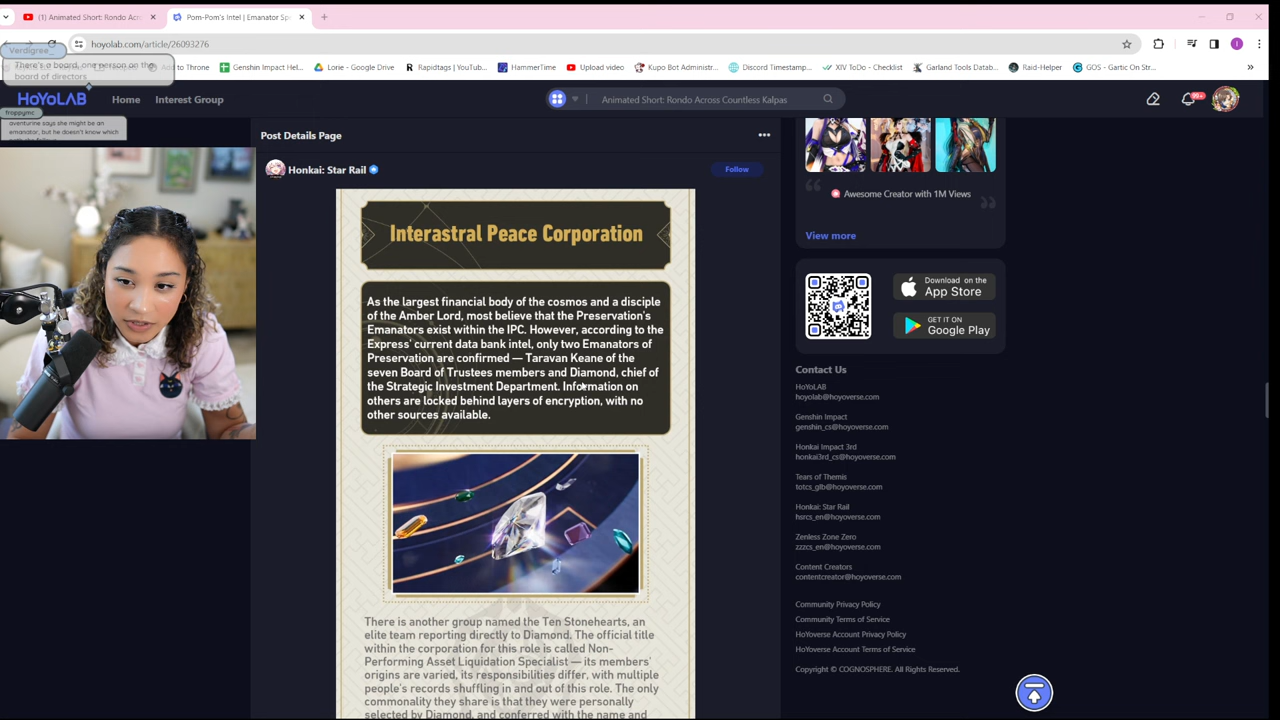 (1) Animated Short: Rondo Acro
Pom-Pom's Intel | Emanator Sp
hoyolab.com/article/26093276
Verdigree_
There's a board, one person on the
board of directors
froppymc
aventurine says she might be an
emanator, but he doesn't know which
to Throne
Genshin Impact Hel...
Lorie - Google Drive
Rapidtags | YouTub...
HammerTime
Upload video
Kupo Bot Administr...
Discord Timestamp...
XIV ToDo - Checklist
Garland Tools Datab...
Raid-Helper
GOS - Gartic On Str...
HoYoLAB
Home
Interest Group
Animated Short: Rondo Across Countless Kalpas
99+
Post Details Page
Honkai: Star Rail
Follow
Interastral Peace Corporation
As the largest financial body of the cosmos and a disciple
of the Amber Lord, most believe that the Preservation's
Emanators exist within the IPC. However, according to the
Express' current data bank intel, only two Emanators of
Preservation are confirmed — Taravan Keane of the
seven Board of Trustees members and Diamond, chief of
the Strategic Investment Department. Information on
others are locked behind layers of encryption, with no
other sources available.
There is another group named the Ten Stonehearts, an
elite team reporting directly to Diamond. The official title
within the corporation for this role is called Non-
Performing Asset Liquidation Specialist — its members'
origins are varied, its responsibilities differ, with multiple
people's records shuffling in and out of this role. The only
commonality they share is that they were personally
selected by Diamond, and conferred with the name and
Awesome Creator with 1M Views
View more
Download on the
App Store
GET IT ON
Google Play
Contact Us
HoYoLAB
hoyolab@hoyoverse.com
Genshin Impact
genshin_cs@hoyoverse.com
Honkai Impact 3rd
honkai3rd_cs@hoyoverse.com
Tears of Themis
totcs_glb@hoyoverse.com
Honkai: Star Rail
hsrcs_en@hoyoverse.com
Zenless Zone Zero
zzzcs_en@hoyoverse.com
Content Creators
contentcreator@hoyoverse.com
Community Privacy Policy
Community Terms of Service
HoYoverse Account Privacy Policy
HoYoverse Account Terms of Service
Copyright © COGNOSPHERE. All Rights Reserved.